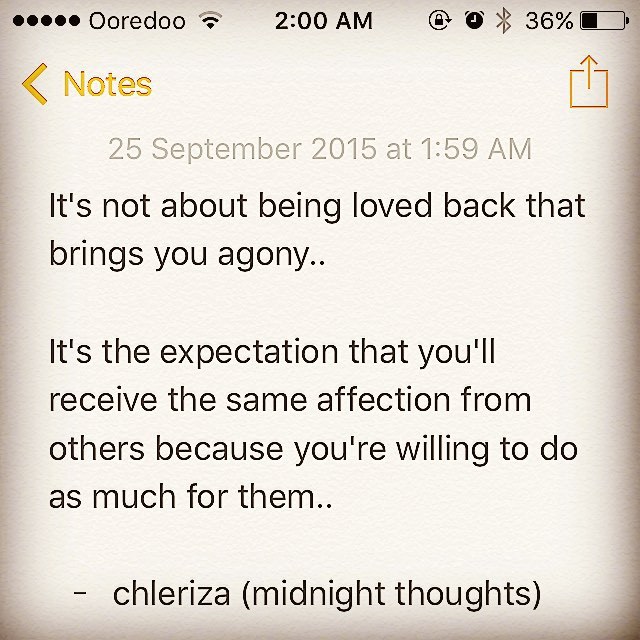 Ooredoo 2:00 AM 36%
Notes
25 September 2015 at 1:59 AM
It's not about being loved back that
brings you agony..
It's the expectation that you'll
receive the same affection from
others because you're willing to do
as much for them..
- chleriza (midnight thoughts)